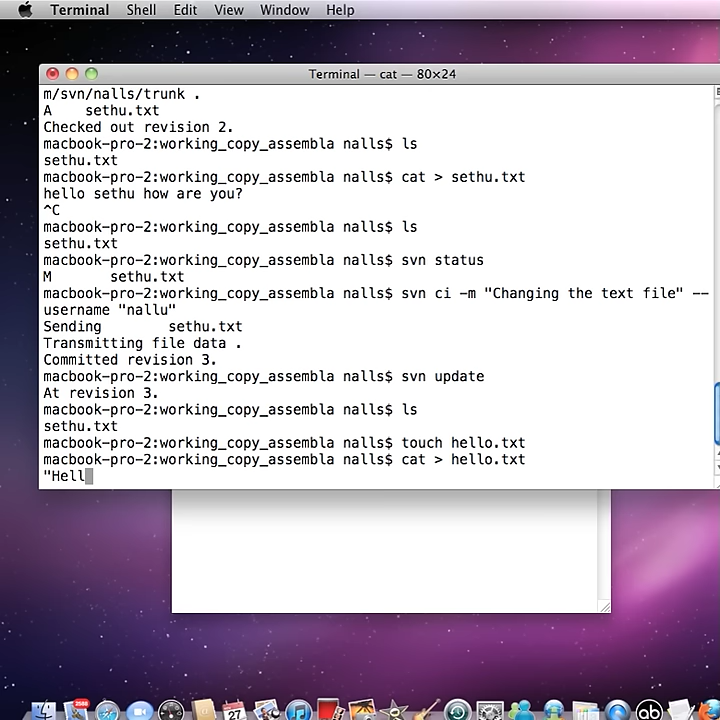 Terminal Shell Edit View Window Help
Terminal — cat — 80×24
m/svn/nalls/trunk .
A    sethu.txt
Checked out revision 2.
macbook-pro-2:working_copy_assembla nalls$ ls
sethu.txt
macbook-pro-2:working_copy_assembla nalls$ cat > sethu.txt
hello sethu how are you?
^C
macbook-pro-2:working_copy_assembla nalls$ ls
sethu.txt
macbook-pro-2:working_copy_assembla nalls$ svn status
M       sethu.txt
macbook-pro-2:working_copy_assembla nalls$ svn ci -m "Changing the text file" --
username "nallu"
Sending        sethu.txt
Transmitting file data .
Committed revision 3.
macbook-pro-2:working_copy_assembla nalls$ svn update
At revision 3.
macbook-pro-2:working_copy_assembla nalls$ ls
sethu.txt
macbook-pro-2:working_copy_assembla nalls$ touch hello.txt
macbook-pro-2:working_copy_assembla nalls$ cat > hello.txt
"Hell
27
ab